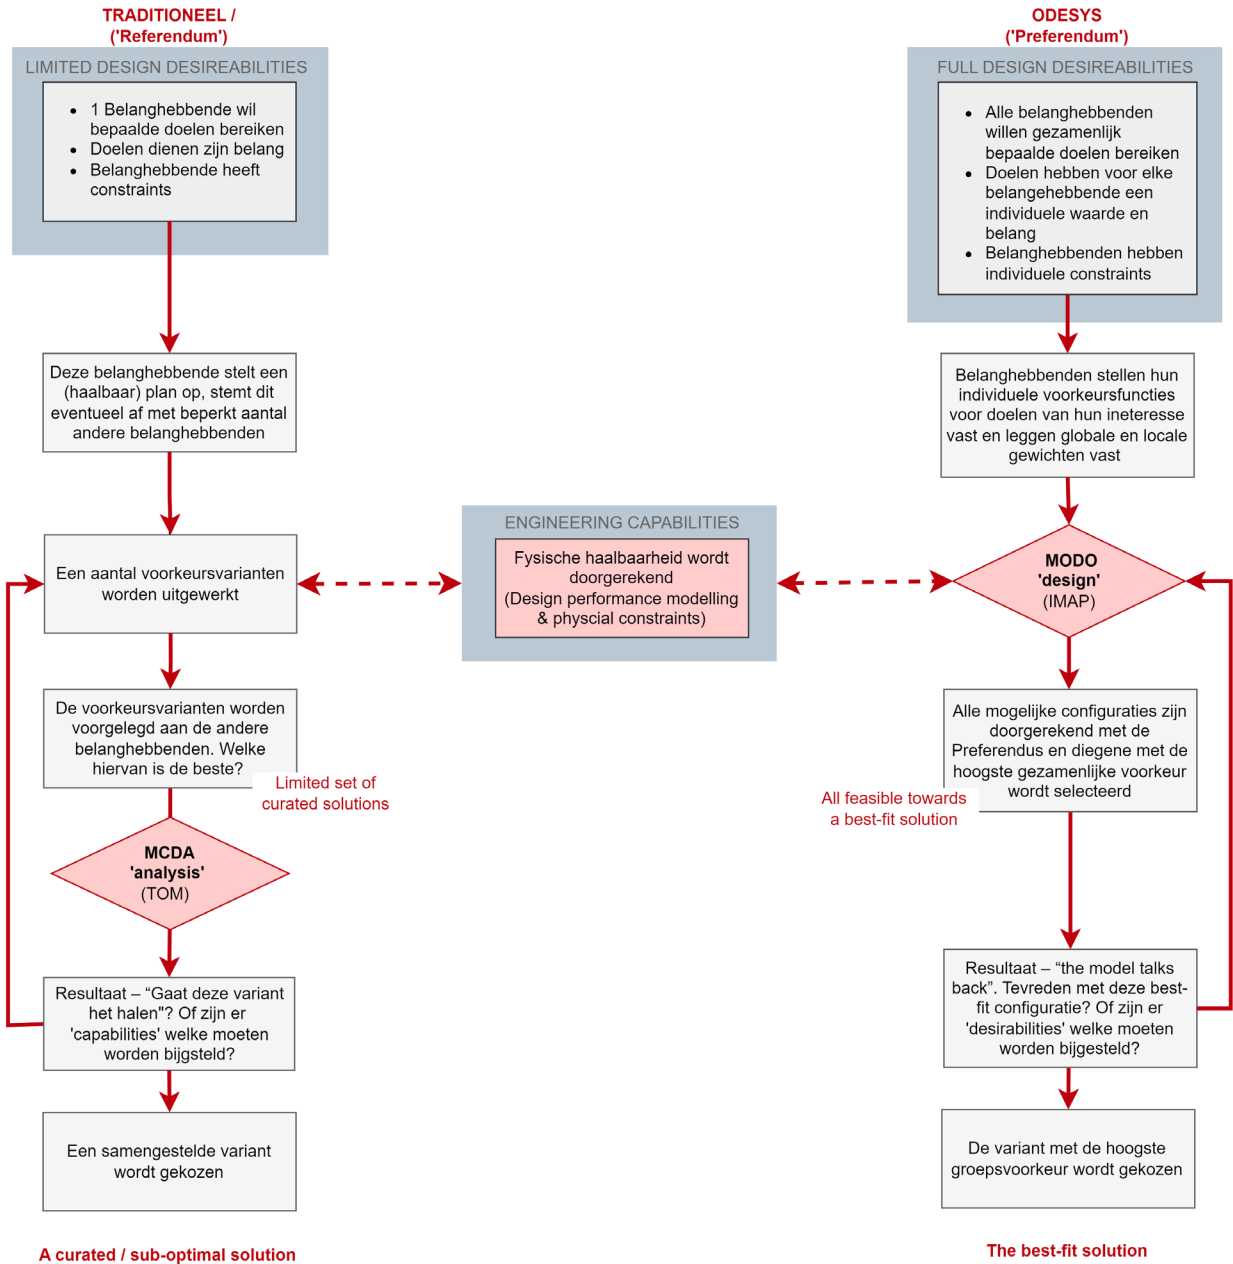 TRADITIONEEL /
('Referendum')
LIMITED DESIGN DESIREABILITIES
• 1 Belanghebbende wil
bepaalde doelen bereiken
• Doelen dienen zijn belang
• Belanghebbende heeft
constraints
Deze belanghebbende stelt een
(haalbaar) plan op, stemt dit
eventueel af met beperkt aantal
andere belanghebbenden
Een aantal voorkeursvarianten
worden uitgewerkt
De voorkeursvarianten worden
voorgelegd aan de andere
belanghebbenden. Welke
hiervan is de beste?
Limited set of
curated solutions
MCDA
'analysis'
(TOM)
Resultaat – “Gaat deze variant
het halen"? Of zijn er
'capabilities' welke moeten
worden bijgsteld?
Een samengestelde variant
wordt gekozen
A curated / sub-optimal solution
ENGINEERING CAPABILITIES
Fysische haalbaarheid wordt
doorgerekend
(Design performance modelling
& physcial constraints)
ODESYS
('Preferendum')
FULL DESIGN DESIREABILITIES
• Alle belanghebbenden
willen gezamenlijk
bepaalde doelen bereiken
• Doelen hebben voor elke
belangehebbende een
individuele waarde en
belang
• Belanghebbenden hebben
individuele constraints
Belanghebbenden stellen hun
individuele voorkeursfuncties
voor doelen van hun ineteresse
vast en leggen globale en locale
gewichten vast
MODO
'design'
(IMAP)
Alle mogelijke configuraties zijn
doorgerekend met de
Preferendus en diegene met de
hoogste gezamenlijke voorkeur
wordt selecteerd
All feasible towards
a best-fit solution
Resultaat – “the model talks
back”. Tevreden met deze best-
fit configuratie? Of zijn er
'desirabilities' welke moeten
worden bijgesteld?
De variant met de hoogste
groepsvoorkeur wordt gekozen
The best-fit solution